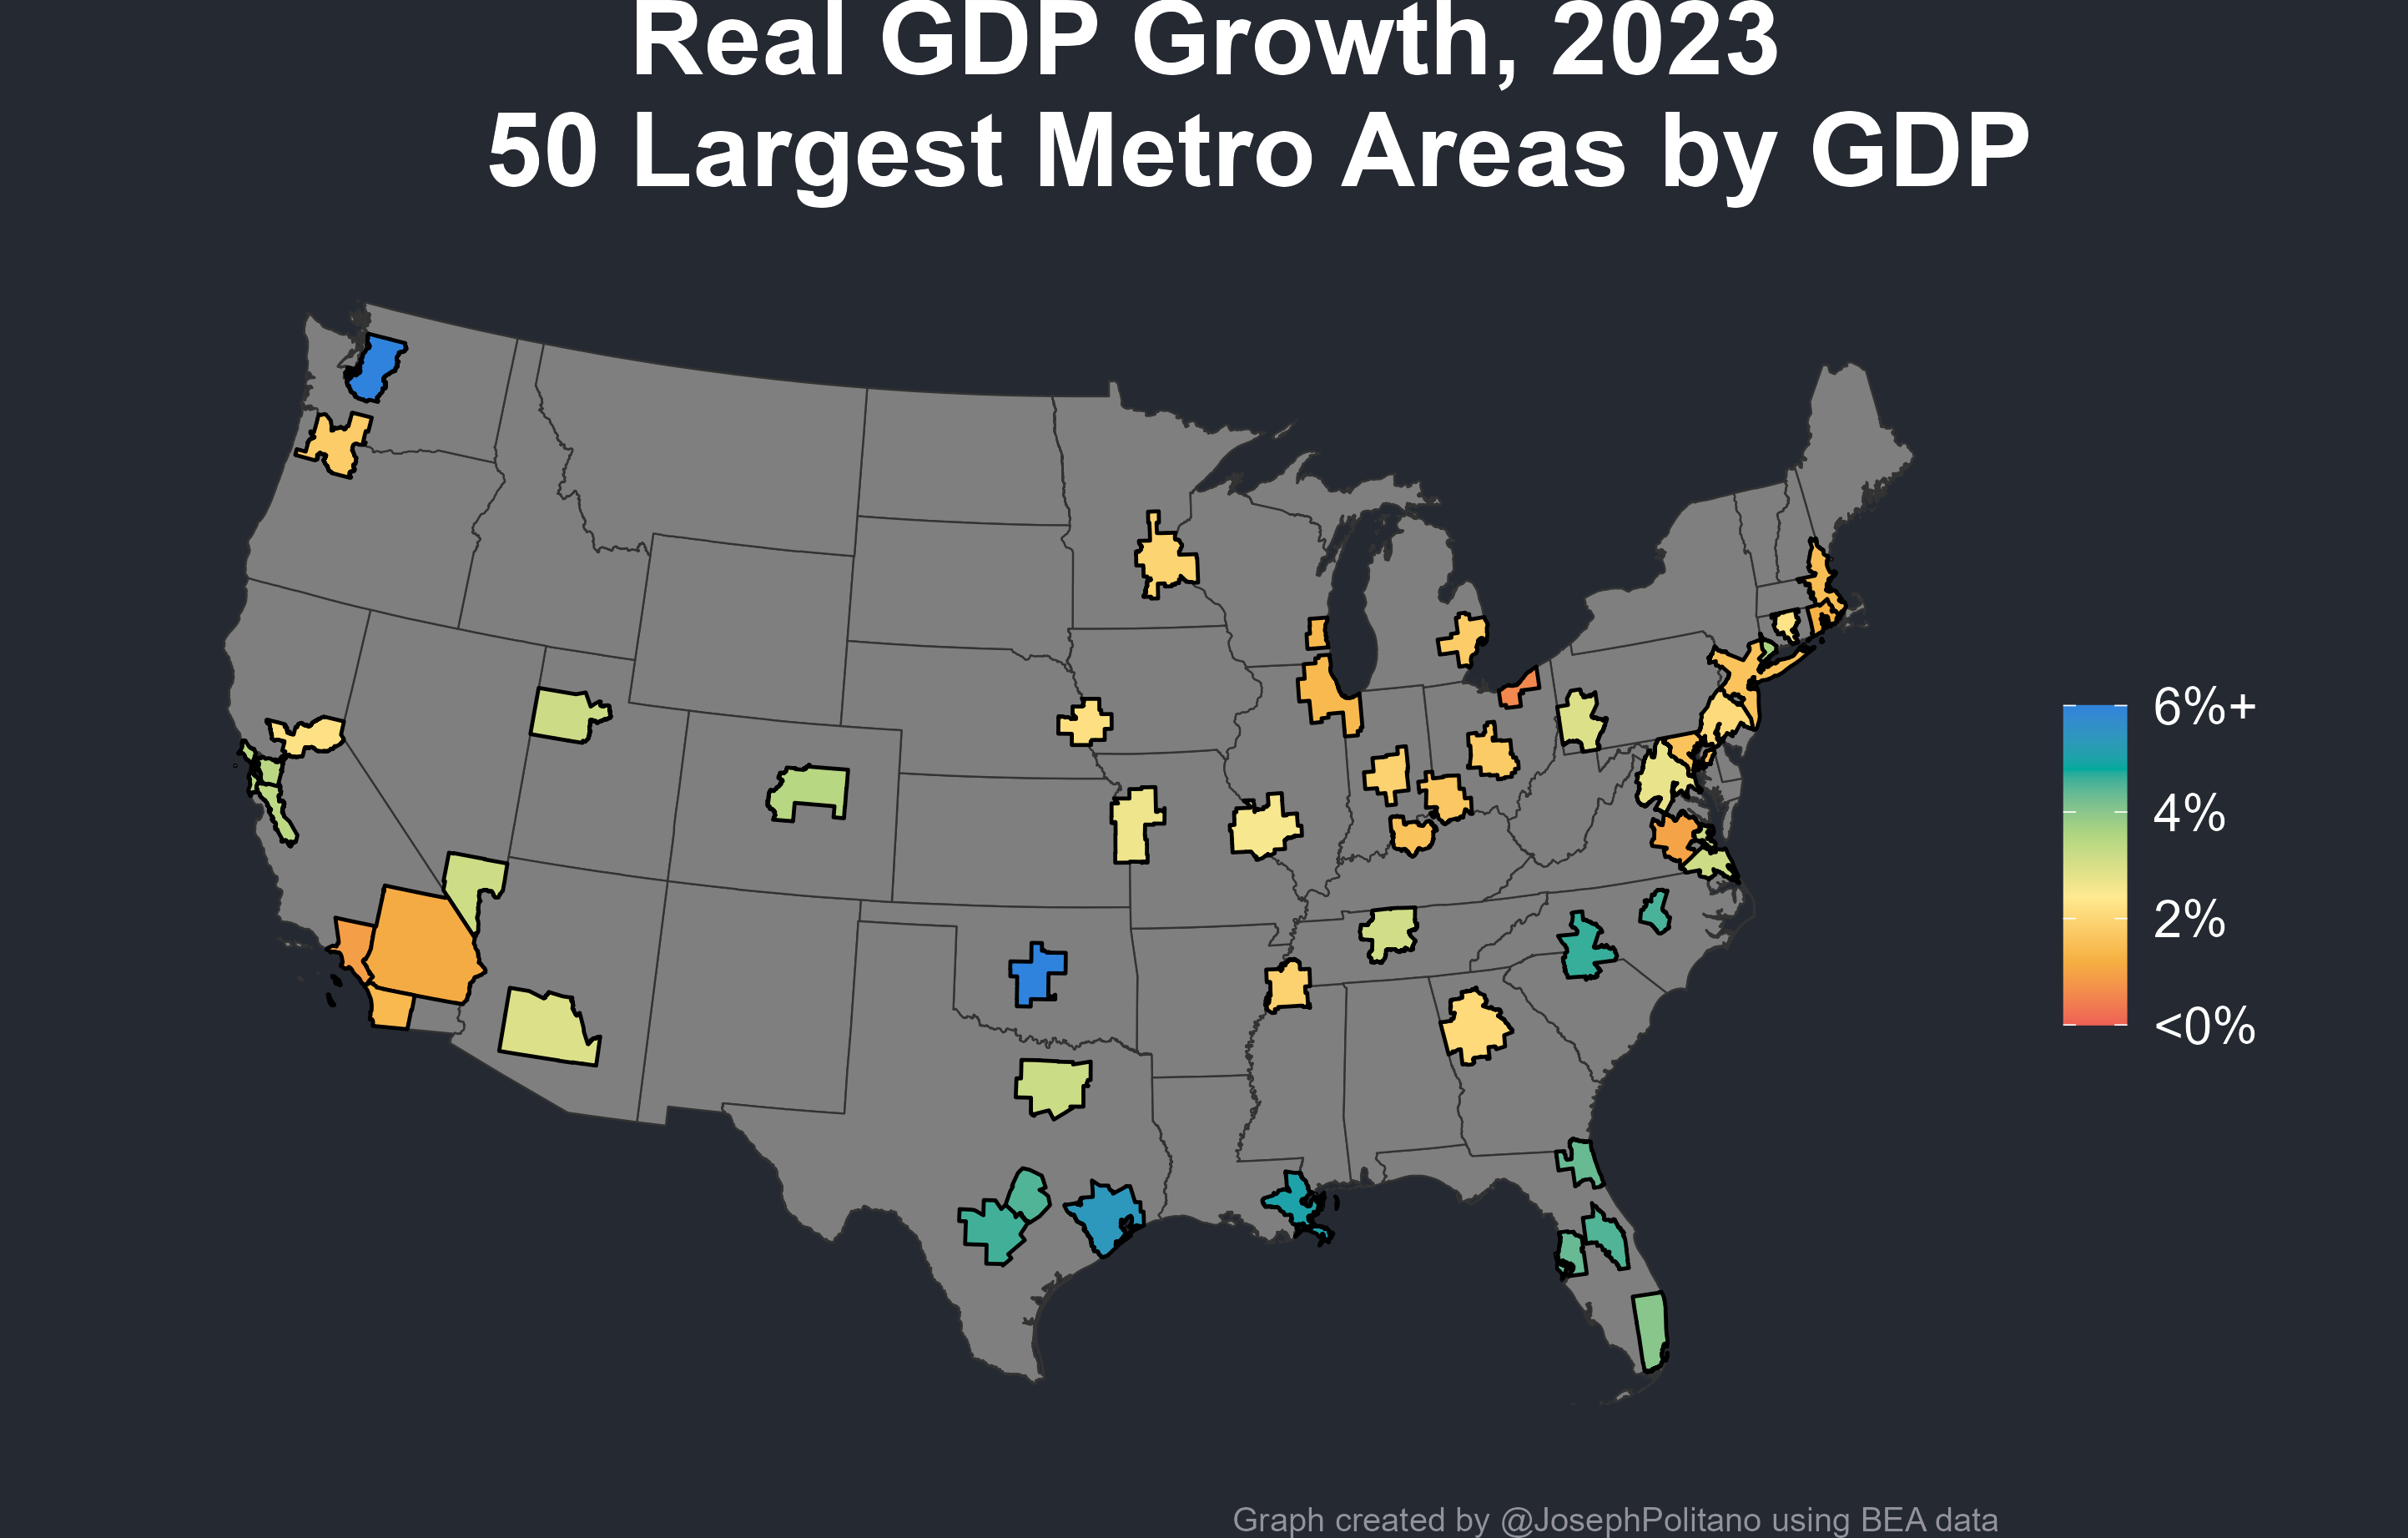 Real GDP Growth, 2023
50 Largest Metro Areas by GDP
6%+
4%
2%
<0%
Graph created by @JosephPolitano using BEA data